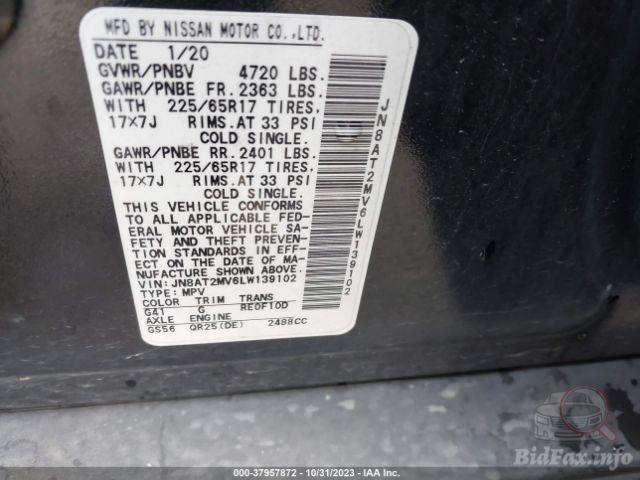 MFD BY NISSAN MOTOR CO.,LTD.
DATE 1/20
GVWR/PNBV 4720 LBS.
GAWR/PNBE FR. 2363 LBS.
WITH 225/65R17 TIRES,
17×7J RIMS, AT 33 PSI
COLD SINGLE.
GAWR/PNBE RR. 2401 LBS.
WITH 225/65R17 TIRES,
17×7J RIMS, AT 33 PSI
COLD SINGLE.
THIS VEHICLE CONFORMS
TO ALL APPLICABLE FED-
ERAL MOTOR VEHICLE SA-
FETY AND THEFT PREVEN-
TION STANDARDS IN EFF-
ECT ON THE DATE OF MA-
NUFACT SHOWN ABOVE.
VIN: JN8AT2MV6LW139102
TYPE: MPV
COLOR TRIM TRANS
G41 G RE0F10D
AXLE ENGINE
GS56 QR25(DE) 2488CC
JN8AT2MV6LW139102
BidFax.info
000-37957872 - 10/31/2023 - IAA Inc.